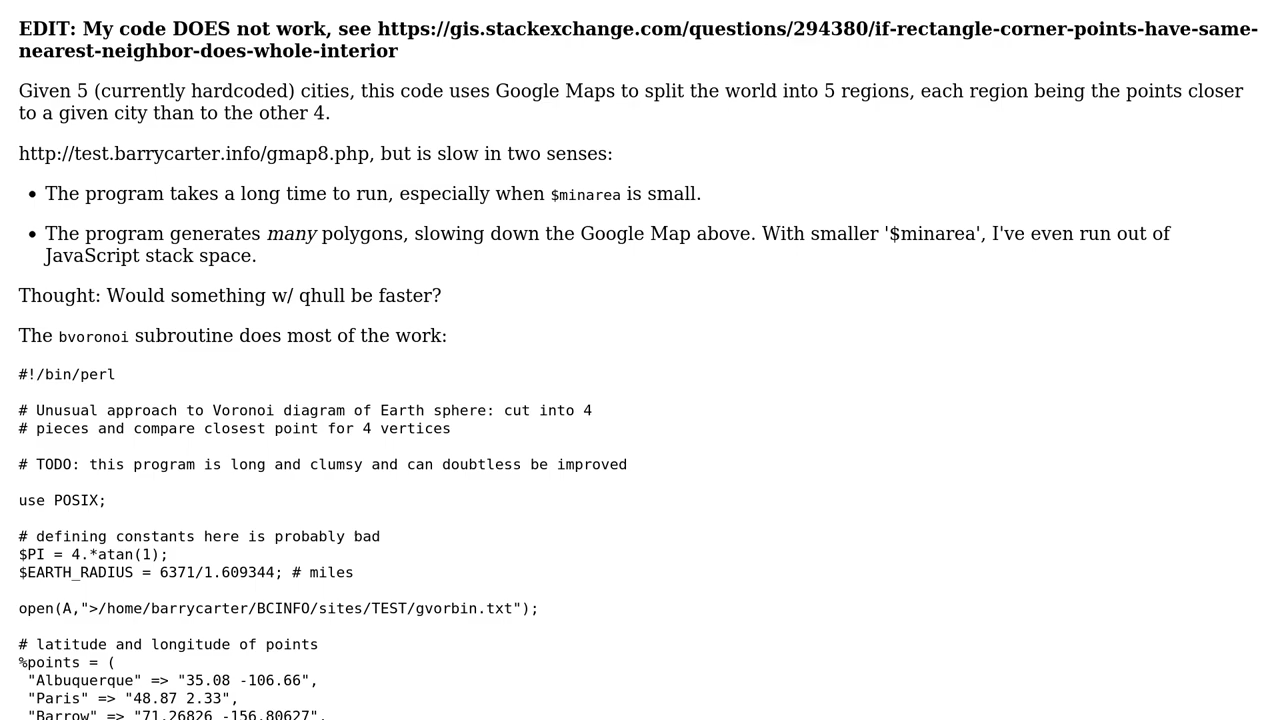 EDIT: My code DOES not work, see https://gis.stackexchange.com/questions/294380/if-rectangle-corner-points-have-same-
nearest-neighbor-does-whole-interior
Given 5 (currently hardcoded) cities, this code uses Google Maps to split the world into 5 regions, each region being the points closer
to a given city than to the other 4.
http://test.barrycarter.info/gmap8.php, but is slow in two senses:
• The program takes a long time to run, especially when $minarea is small.
• The program generates many polygons, slowing down the Google Map above. With smaller '$minarea', I've even run out of
JavaScript stack space.
Thought: Would something w/ qhull be faster?
The bvoronoi subroutine does most of the work:
#!/bin/perl
# Unusual approach to Voronoi diagram of Earth sphere: cut into 4
# pieces and compare closest point for 4 vertices
# TODO: this program is long and clumsy and can doubtless be improved
use POSIX;
# defining constants here is probably bad
$PI = 4.*atan(1);
$EARTH_RADIUS = 6371/1.609344; # miles
open(A,">/home/barrycarter/BCINFO/sites/TEST/gvorbin.txt");
# latitude and longitude of points
%points = (
"Albuquerque" => "35.08 -106.66",
"Paris" => "48.87 2.33",
"Barrow" => "71.26826 -156.80627",